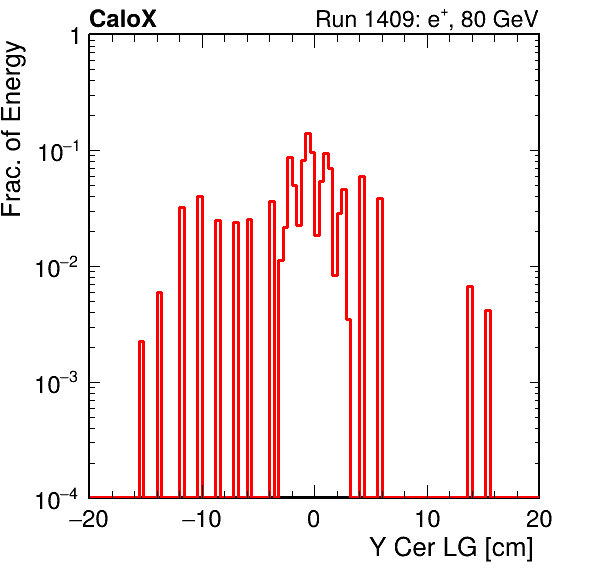 CaloX Run 1409: e⁺, 80 GeV
Frac. of Energy
1
10⁻¹
10⁻²
10⁻³
10⁻⁴
−20 −10 0 10 20
Y Cer LG [cm]